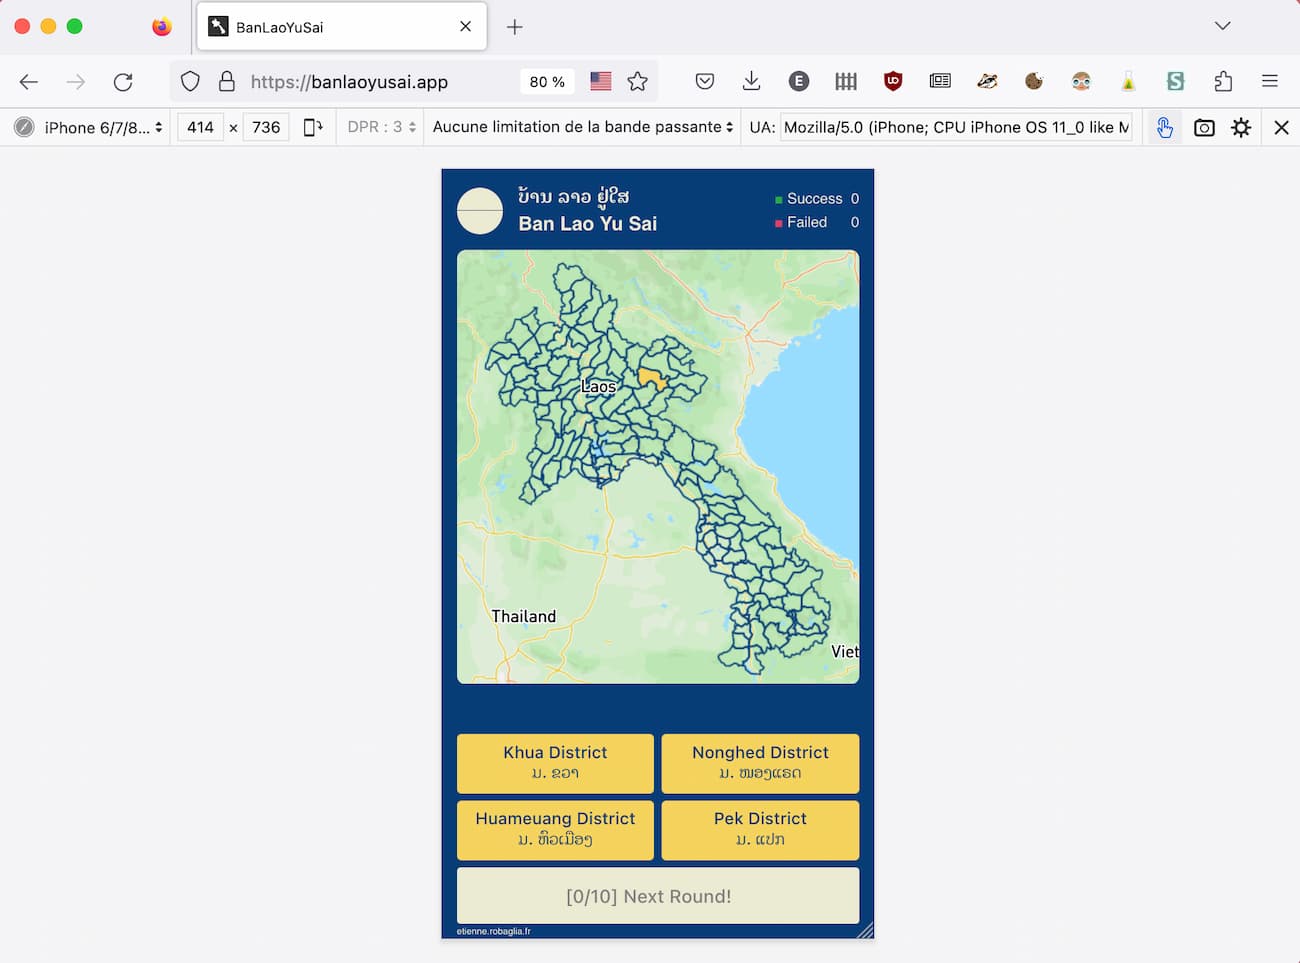 BanLaoYuSai
https://banlaoyusai.app
80 %
E
uo
S
iPhone 6/7/8...
414 × 736
DPR : 3
Aucune limitation de la bande passante
UA: Mozilla/5.0 (iPhone; CPU iPhone OS 11_0 like M
ບ້ານ ລາວ ຢູ່ໃສ
Ban Lao Yu Sai
Success 0
Failed 0
Laos
Thailand
Viet
Khua District
ມ. ຂວາ
Nonghed District
ມ. ໜອງແຮດ
Huameuang District
ມ. ຫົວເມືອງ
Pek District
ມ. ແປກ
[0/10] Next Round!
etienne.robaglia.fr